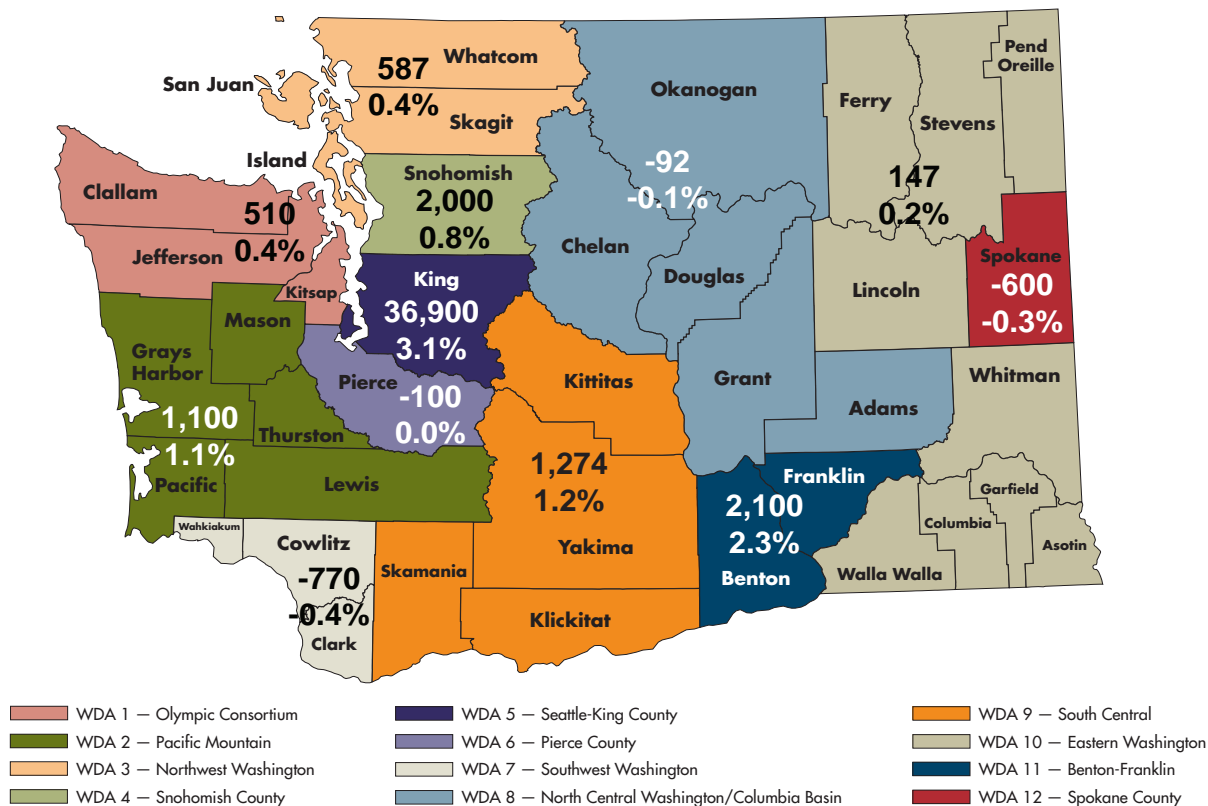 Whatcom
587
0.4%
Skagit
San Juan
Island
Okanogan
-92
-0.1%
Ferry
Stevens
Pend
Oreille
147
0.2%
Clallam
510
0.4%
Jefferson
Kitsap
Snohomish
2,000
0.8%
Chelan
Douglas
Lincoln
Spokane
-600
-0.3%
King
36,900
3.1%
Mason
Grays
Harbor
1,100
1.1%
Thurston
Pacific
Lewis
Pierce
-100
0.0%
Kittitas
Grant
Adams
Whitman
1,274
1.2%
Yakima
Franklin
2,100
2.3%
Benton
Garfield
Columbia
Asotin
Walla Walla
Wahkiakum
Cowlitz
-770
-0.4%
Clark
Skamania
Klickitat
WDA 1 — Olympic Consortium
WDA 2 — Pacific Mountain
WDA 3 — Northwest Washington
WDA 4 — Snohomish County
WDA 5 — Seattle-King County
WDA 6 — Pierce County
WDA 7 — Southwest Washington
WDA 8 — North Central Washington/Columbia Basin
WDA 9 — South Central
WDA 10 — Eastern Washington
WDA 11 — Benton-Franklin
WDA 12 — Spokane County